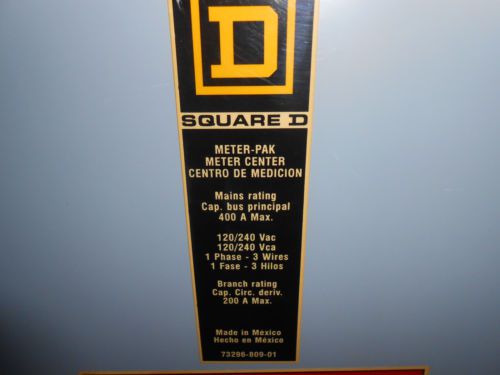 D
SQUARE D
METER-PAK
METER CENTER
CENTRO DE MEDICION
Mains rating
Cap. bus principal
400 A Max.
120/240 Vac
120/240 Vca
1 Phase - 3 Wires
1 Fase - 3 Hilos
Branch rating
Cap. Circ. deriv.
200 A Max.
Made in México
Hecho en México
73296-809-01